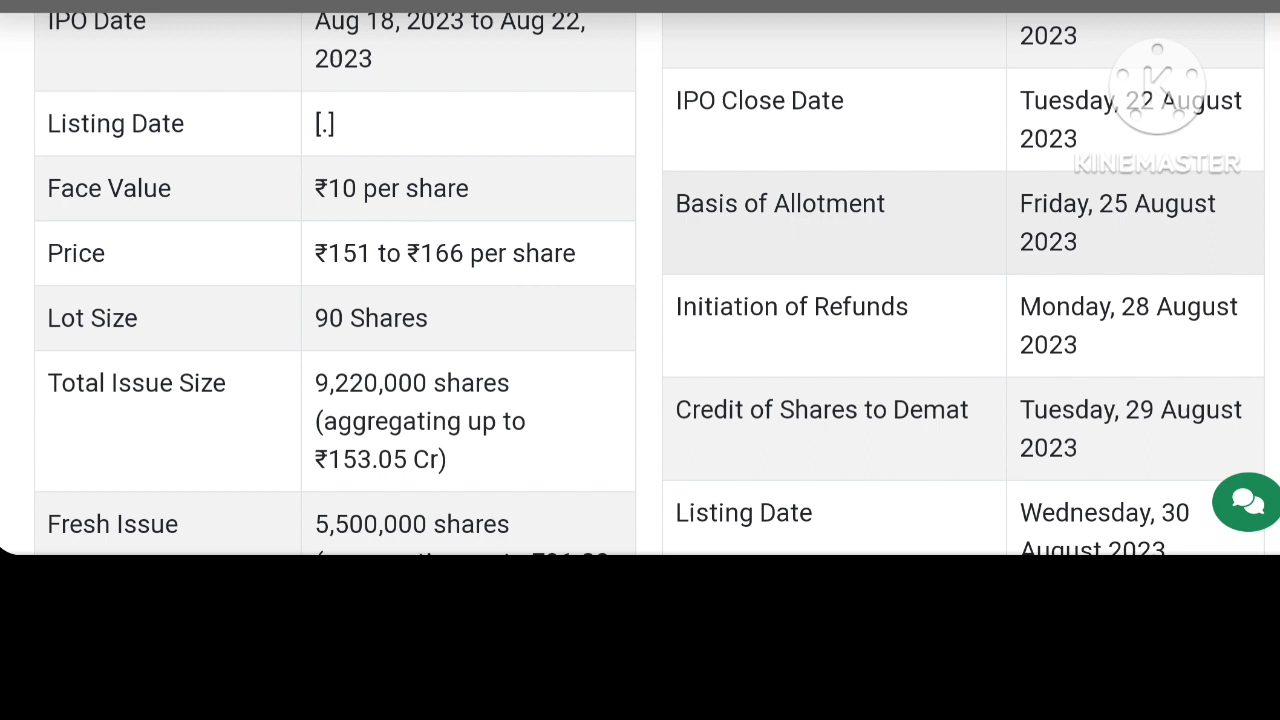 IPO Date
Aug 18, 2023 to Aug 22,
2023
Listing Date
[.]
Face Value
₹10 per share
Price
₹151 to ₹166 per share
Lot Size
90 Shares
Total Issue Size
9,220,000 shares
(aggregating up to
₹153.05 Cr)
Fresh Issue
5,500,000 shares
2023
IPO Close Date
Tuesday, 22 August
2023
Basis of Allotment
Friday, 25 August
2023
Initiation of Refunds
Monday, 28 August
2023
Credit of Shares to Demat
Tuesday, 29 August
2023
Listing Date
Wednesday, 30
August 2023
KINEMASTER